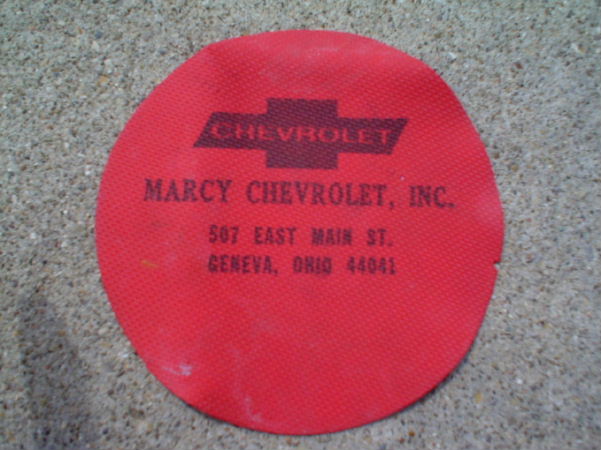 CHEVROLET
MARCY CHEVROLET, INC.
507 EAST MAIN ST.
GENEVA, OHIO 44041